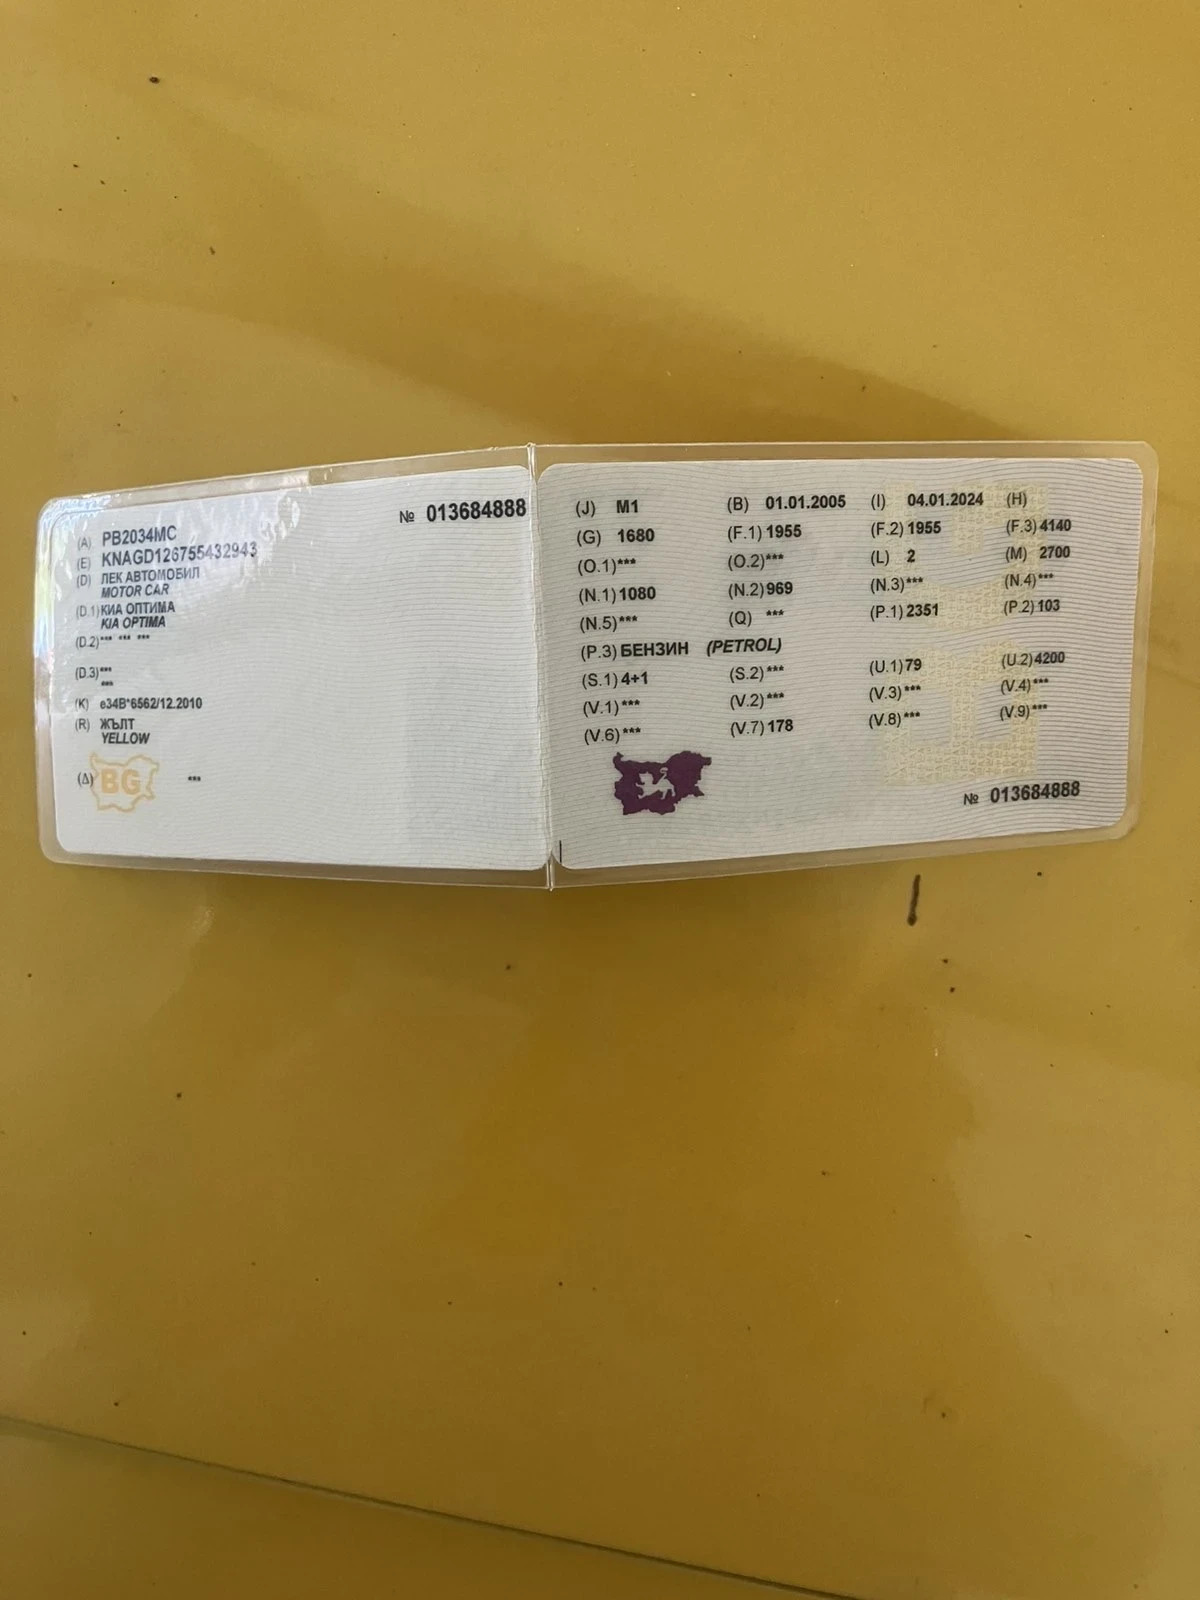 № 013684888
(A) PB2034MC
(E) KNAGD126755432943
(D) ЛЕК АВТОМОБИЛ
MOTOR CAR
(D.1) КИА ОПТИМА
KIA OPTIMA
(D.2) *** *** ***
(D.3) ***
***
(K) e34B*6562/12.2010
(R) ЖЪЛТ
YELLOW
(Δ) BG ***
(J) M1 (B) 01.01.2005 (I) 04.01.2024 (H)
(G) 1680 (F.1) 1955 (F.2) 1955 (F.3) 4140
(O.1) *** (O.2) *** (L) 2 (M) 2700
(N.1) 1080 (N.2) 969 (N.3) *** (N.4) ***
(N.5) *** (Q) *** (P.1) 2351 (P.2) 103
(P.3) БЕНЗИН (PETROL)
(S.1) 4+1 (S.2) *** (U.1) 79 (U.2) 4200
(V.1) *** (V.2) *** (V.3) *** (V.4) ***
(V.6) *** (V.7) 178 (V.8) *** (V.9) ***
№ 013684888